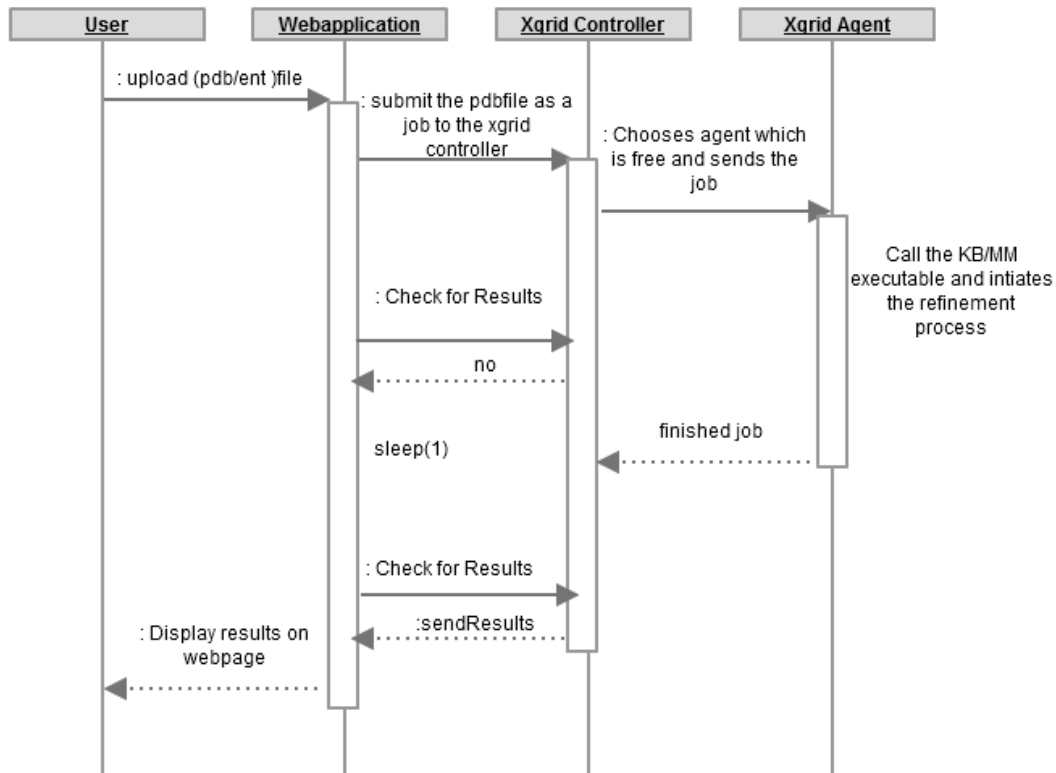 User
Webapplication
Xgrid Controller
Xgrid Agent
: upload (pdb/ent )file
: submit the pdbfile as a
job to the xgrid
controller
: Chooses agent which
is free and sends the
job
Call the KB/MM
executable and intiates
the refinement
process
: Check for Results
no
sleep(1)
finished job
: Check for Results
:sendResults
: Display results on
webpage